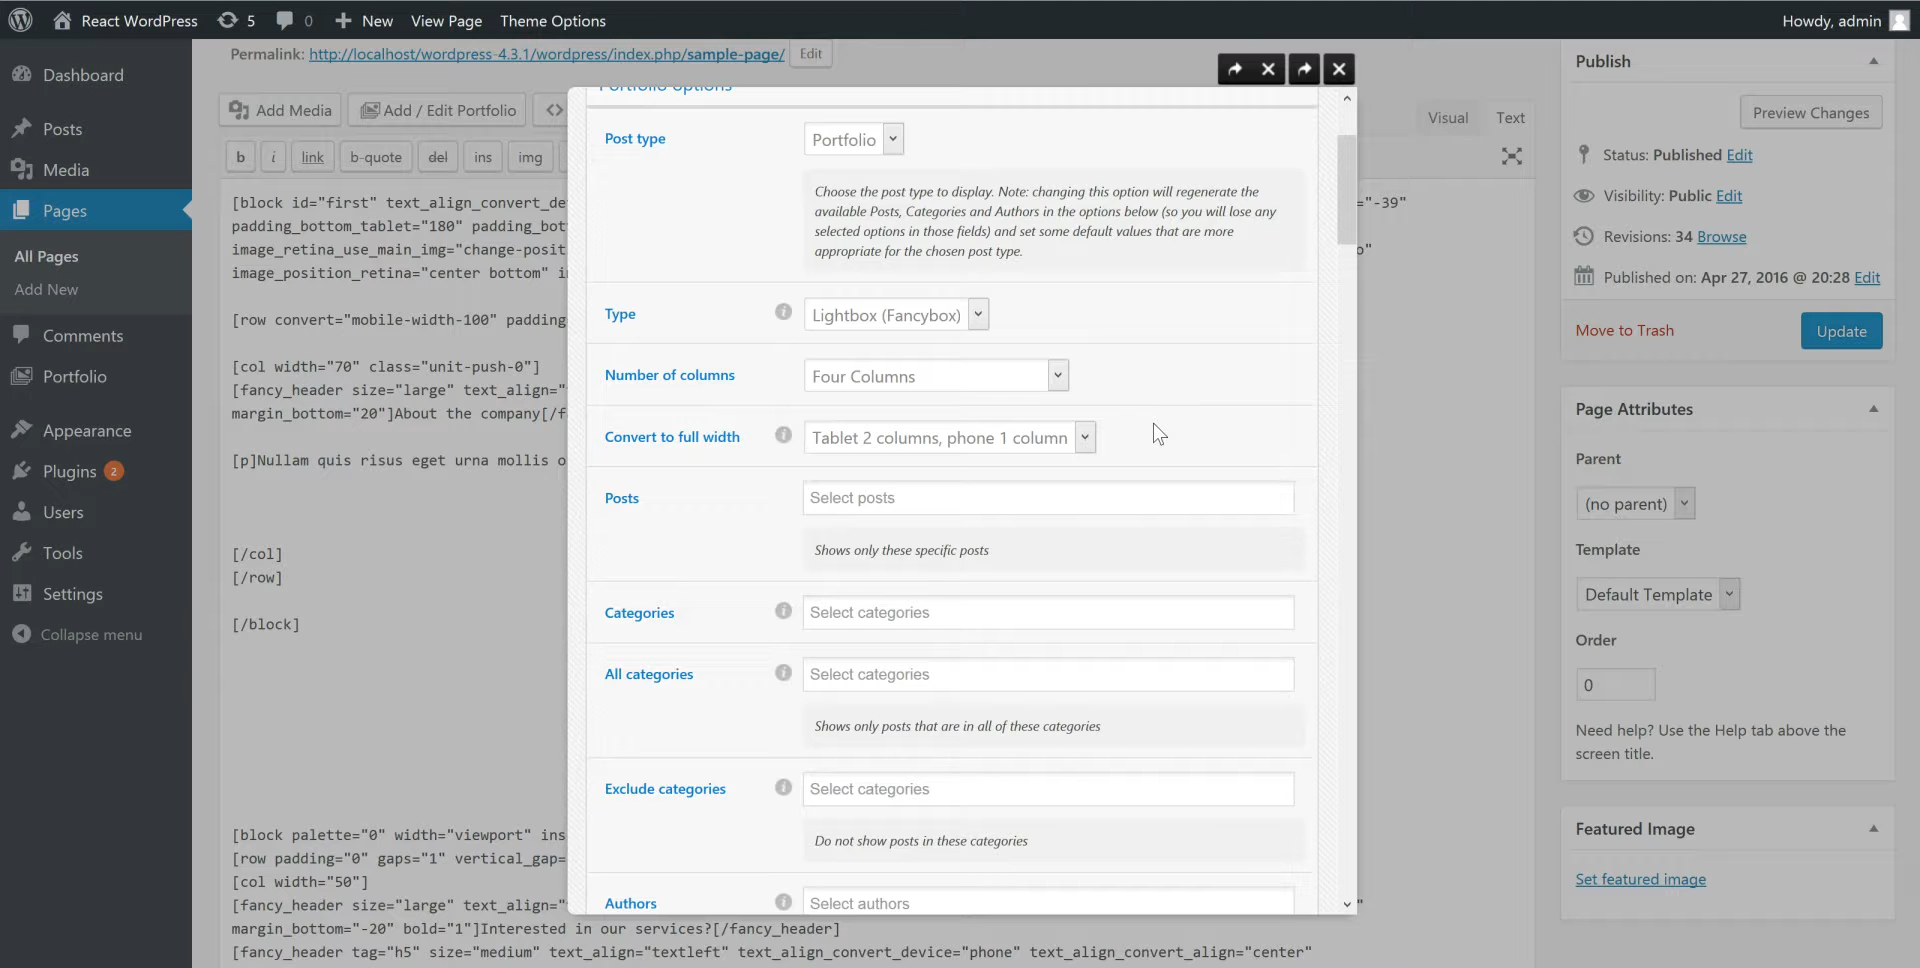 React WordPress 5 0 New View Page Theme Options Howdy, admin
Dashboard
Posts
Media
Pages
All Pages
Add New
Comments
Portfolio
Appearance
Plugins 2
Users
Tools
Settings
Collapse menu
Permalink: http://localhost/wordpress-4.3.1/wordpress/index.php/sample-page/ Edit
Add Media Add / Edit Portfolio <>
Visual Text
b i link b-quote del ins img
[block id="first" text_align_convert_de ="-39"
padding_bottom_tablet="180" padding_bot
image_retina_use_main_img="change-posit o"
image_position_retina="center bottom" i
[row convert="mobile-width-100" padding
[col width="70" class="unit-push-0"]
[fancy_header size="large" text_align="
margin_bottom="20"]About the company[/f
[p]Nullam quis risus eget urna mollis o
[/col]
[/row]
[/block]
[block palette="0" width="viewport" ins
[row padding="0" gaps="1" vertical_gap=
[col width="50"]
[fancy_header size="large" text_align=" "
margin_bottom="-20" bold="1"]Interested in our services?[/fancy_header]
[fancy_header tag="h5" size="medium" text_align="textleft" text_align_convert_device="phone" text_align_convert_align="center"
Portfolio options
Post type Portfolio
Choose the post type to display. Note: changing this option will regenerate the
available Posts, Categories and Authors in the options below (so you will lose any
selected options in those fields) and set some default values that are more
appropriate for the chosen post type.
Type Lightbox (Fancybox)
Number of columns Four Columns
Convert to full width Tablet 2 columns, phone 1 column
Posts Select posts
Shows only these specific posts
Categories Select categories
All categories Select categories
Shows only posts that are in all of these categories
Exclude categories Select categories
Do not show posts in these categories
Authors Select authors
Publish
Preview Changes
Status: Published Edit
Visibility: Public Edit
Revisions: 34 Browse
Published on: Apr 27, 2016 @ 20:28 Edit
Move to Trash Update
Page Attributes
Parent
(no parent)
Template
Default Template
Order
0
Need help? Use the Help tab above the
screen title.
Featured Image
Set featured image